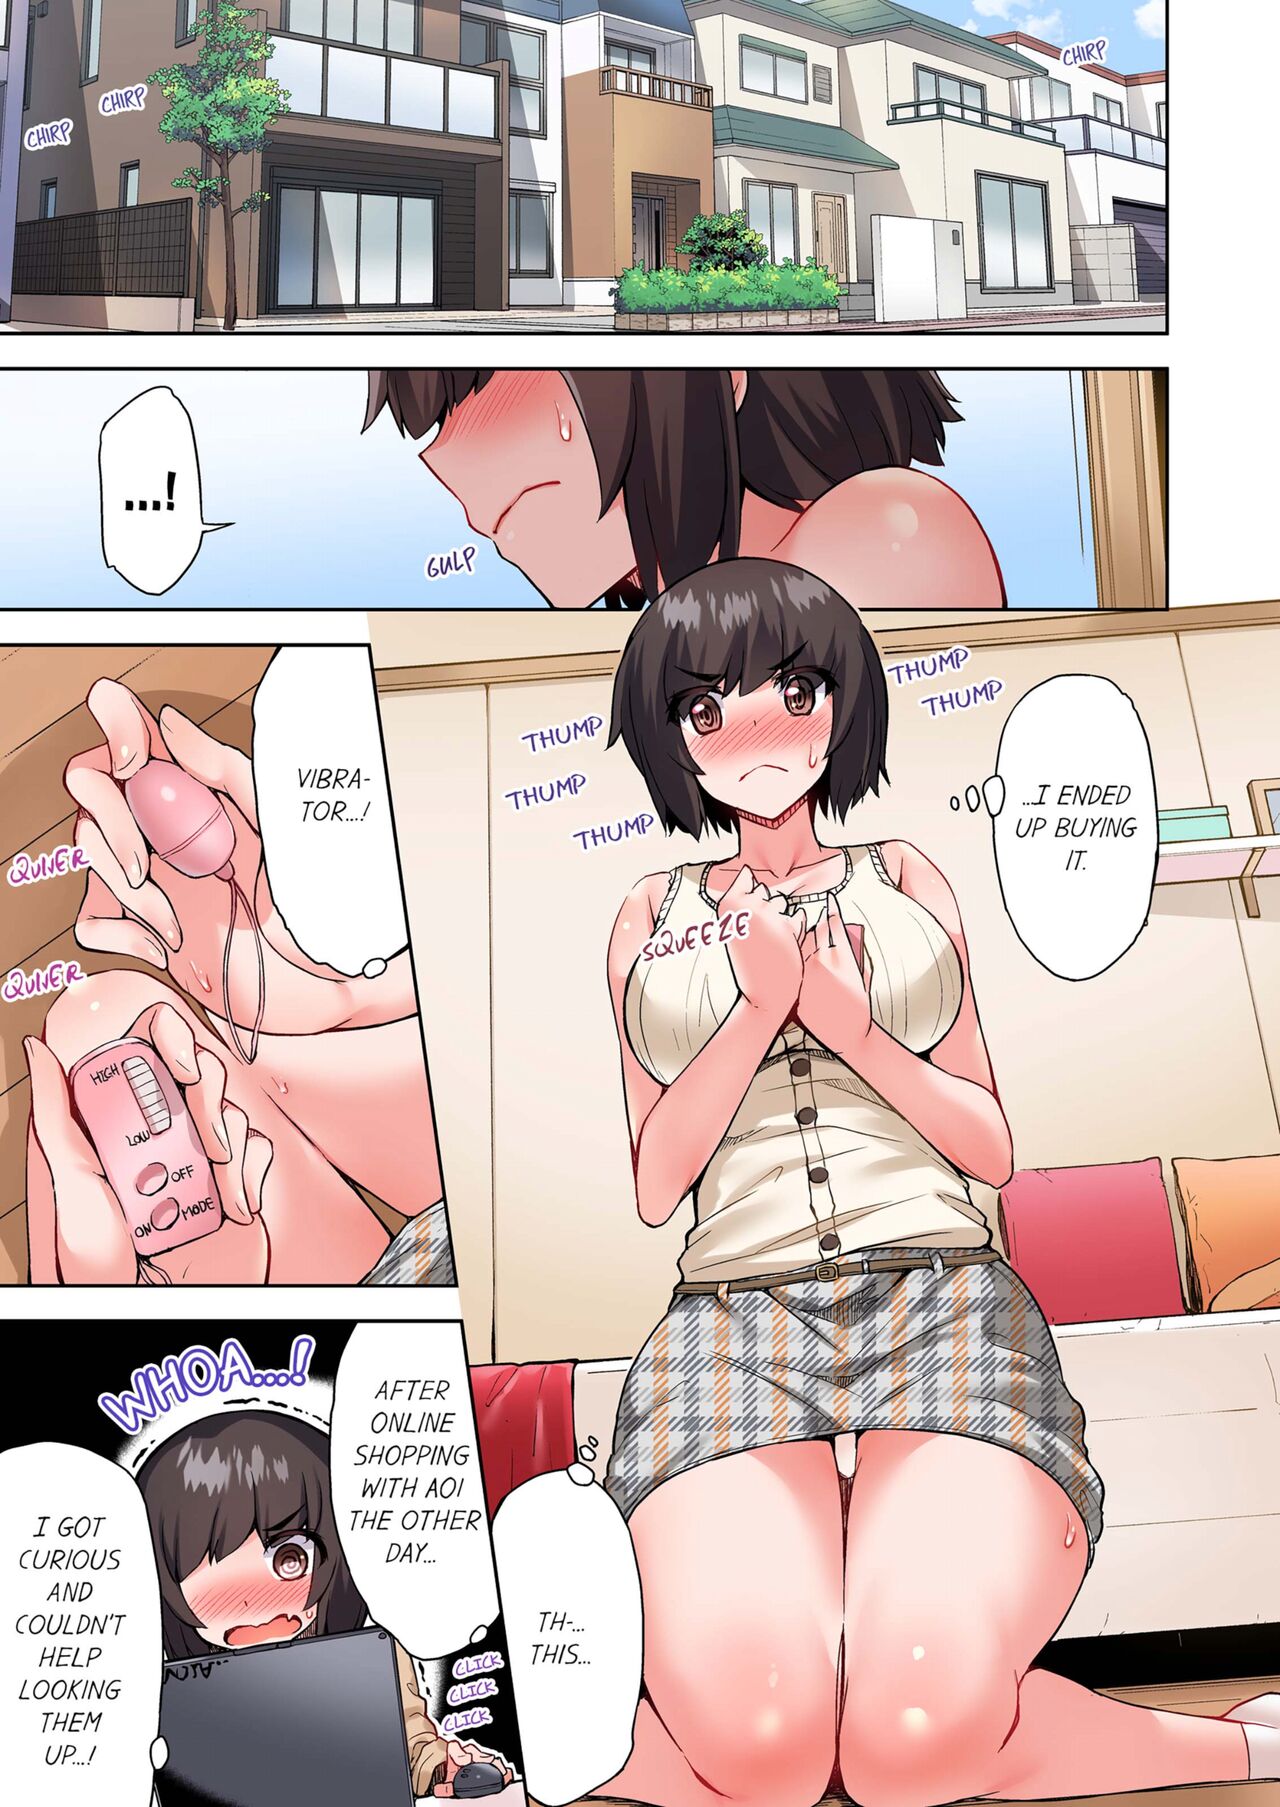 CHIRP
CHIRP
CHIRP
....!
GULP
THUMP
THUMP
THUMP
THUMP
THUMP
...I ENDED
UP BUYING
IT.
SQUEEZE
VIBRA-
TOR...!
QUIVER
QUIVER
HIGH
LOW
OFF
ON
MODE
TH-...
THIS...
AFTER
ONLINE
SHOPPING
WITH AOI
THE OTHER
DAY...
WHOA....!
CLICK
CLICK
CLICK
I GOT
CURIOUS
AND
COULDN'T
HELP
LOOKING
THEM
UP...!